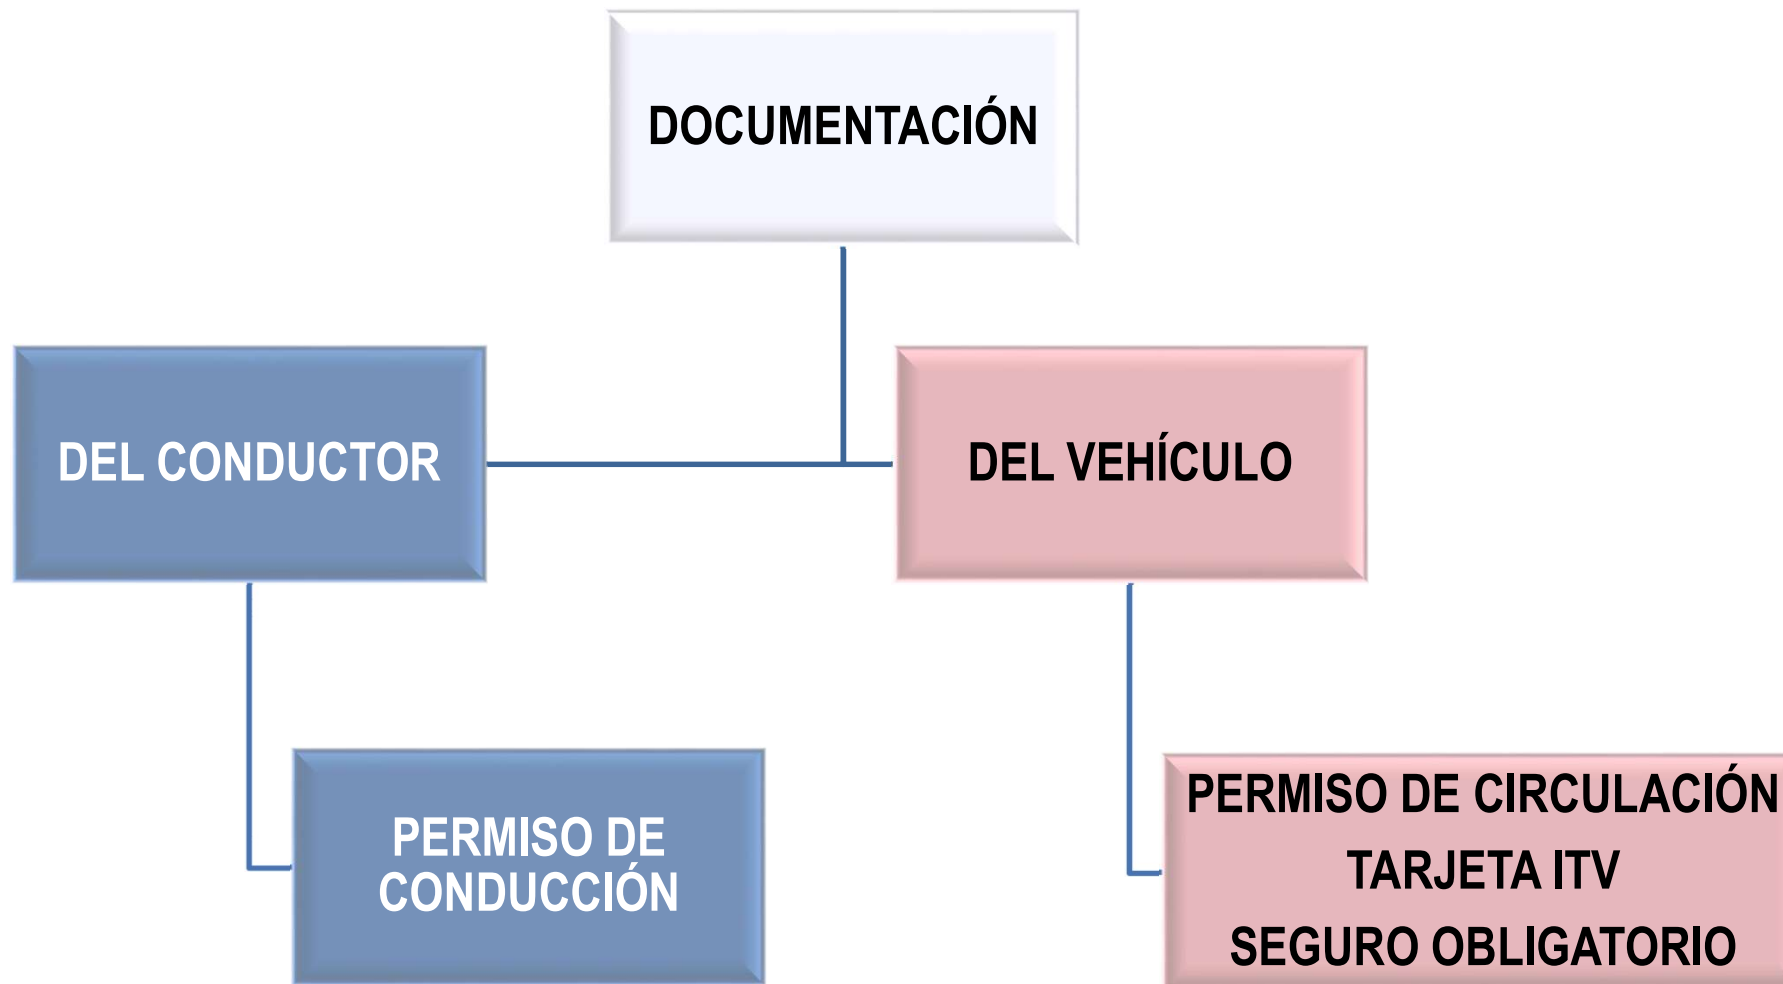 DOCUMENTACIÓN
DEL CONDUCTOR
DEL VEHÍCULO
PERMISO DE
CONDUCCIÓN
PERMISO DE CIRCULACIÓN
TARJETA ITV
SEGURO OBLIGATORIO